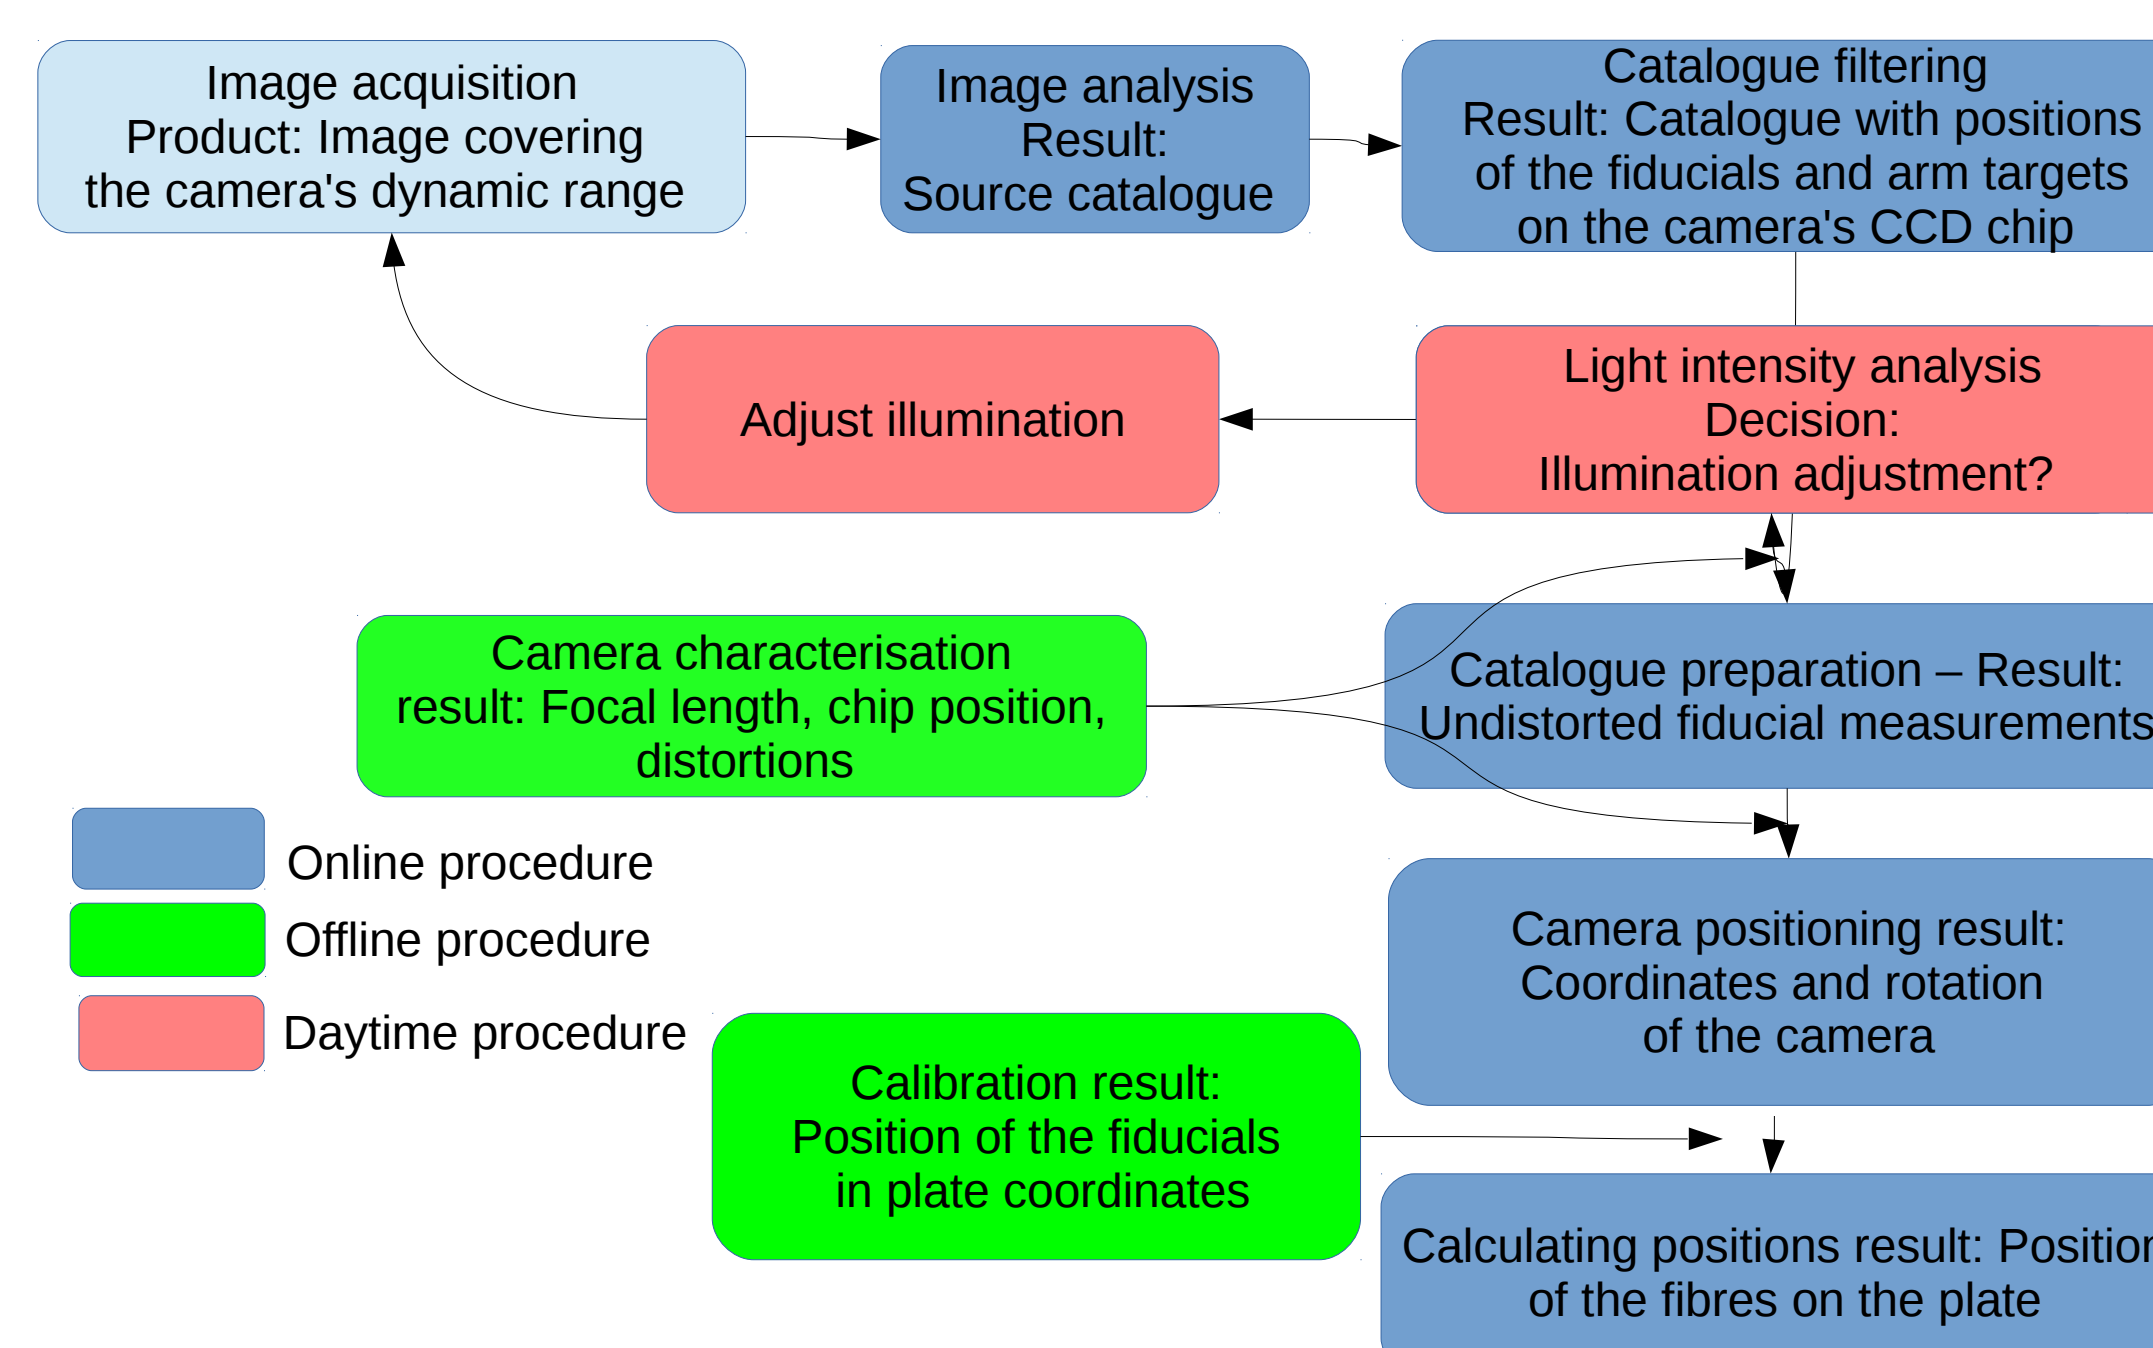 Image acquisition
Product: Image covering
the camera's dynamic range
Image analysis
Result:
Source catalogue
Catalogue filtering
Result: Catalogue with positions
of the fiducials and arm targets
on the camera's CCD chip
Adjust illumination
Light intensity analysis
Decision:
Illumination adjustment?
Camera characterisation
result: Focal length, chip position,
distortions
Catalogue preparation – Result:
Undistorted fiducial measurements
Online procedure
Offline procedure
Daytime procedure
Camera positioning result:
Coordinates and rotation
of the camera
Calibration result:
Position of the fiducials
in plate coordinates
Calculating positions result: Position
of the fibres on the plate